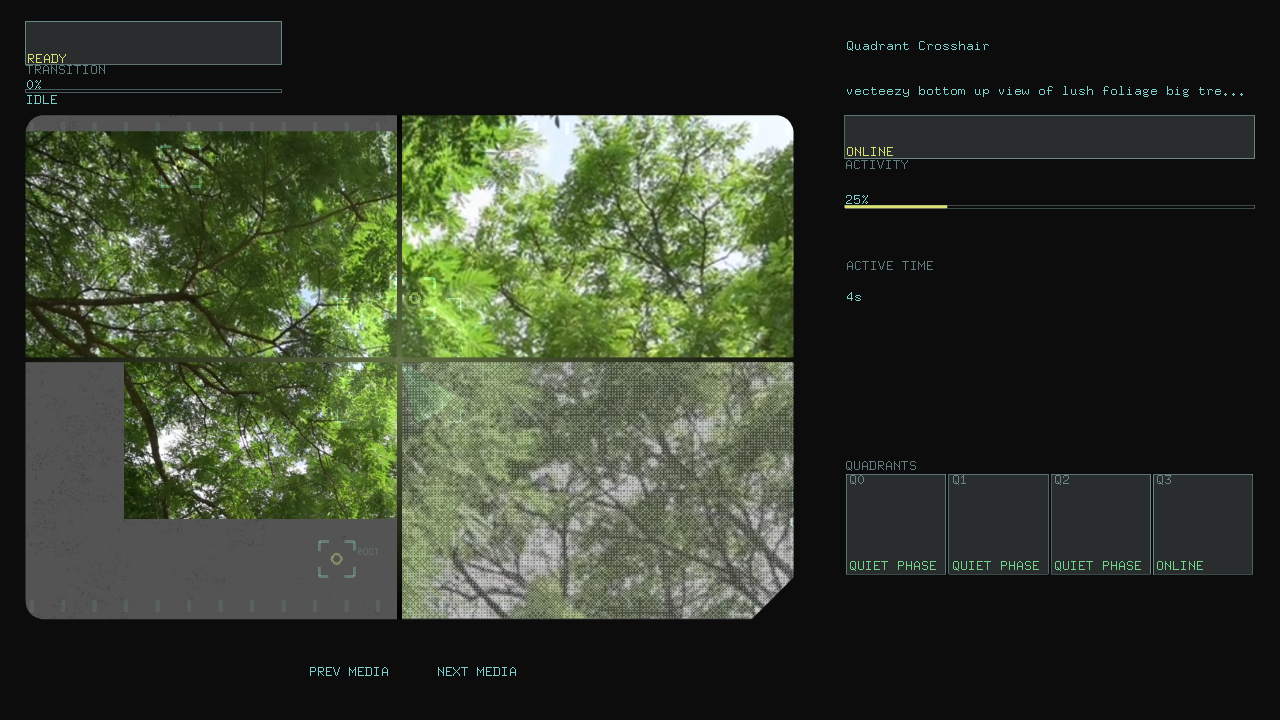 READY
TRANSITION
0%
IDLE
Quadrant Crosshair
vecteezy bottom up view of lush foliage big tre...
ONLINE
ACTIVITY
25%
ACTIVE TIME
4s
QUADRANTS
Q0
Q1
Q2
Q3
QUIET PHASE
QUIET PHASE
QUIET PHASE
ONLINE
ROOT
PREV MEDIA
NEXT MEDIA